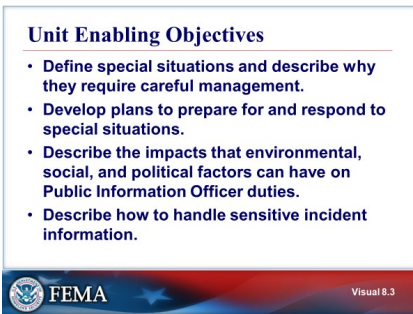 Unit Enabling Objectives
• Define special situations and describe why
they require careful management.
• Develop plans to prepare for and respond to
special situations.
• Describe the impacts that environmental,
social, and political factors can have on
Public Information Officer duties.
• Describe how to handle sensitive incident
information.
FEMA
Visual 8.3